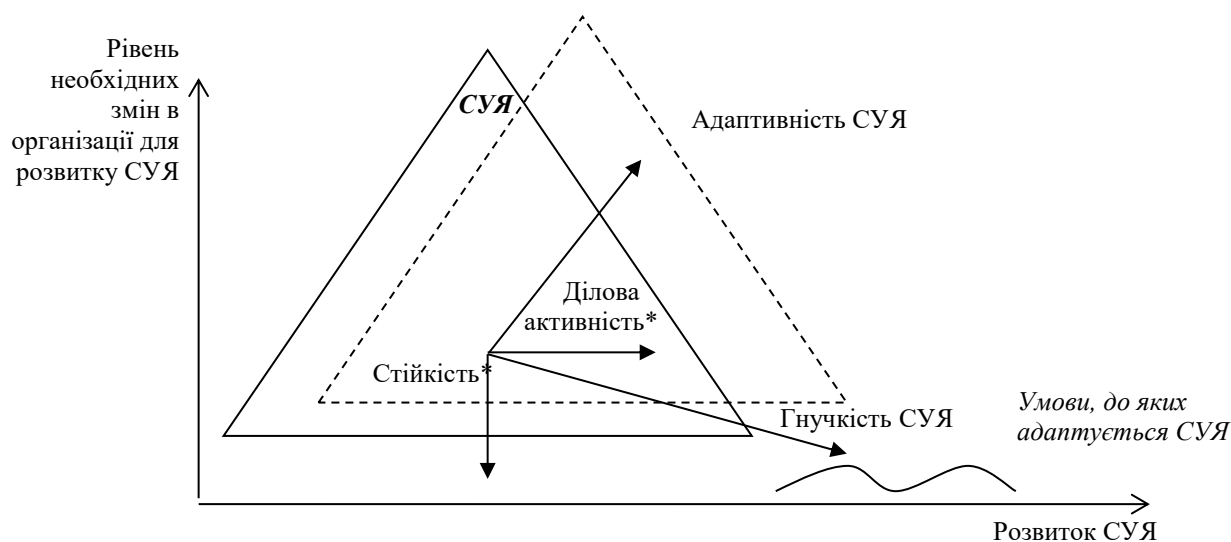 Рівень
необхідних
змін в
організації для
розвитку СУЯ
СУЯ
Адаптивність СУЯ
Ділова
активність*
Стійкість*
Гнучкість СУЯ
Умови, до яких
адаптується СУЯ
Розвиток СУЯ